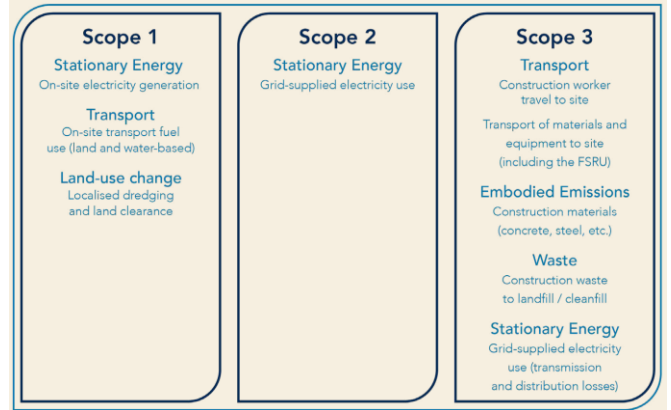 Scope 1
Stationary Energy
On-site electricity generation
Transport
On-site transport fuel
use (land and water-based)
Land-use change
Localised dredging
and land clearance
Scope 2
Stationary Energy
Grid-supplied electricity use
Scope 3
Transport
Construction worker
travel to site
Transport of materials and
equipment to site
(including the FSRU)
Embodied Emissions
Construction materials
(concrete, steel, etc.)
Waste
Construction waste
to landfill / cleanfill
Stationary Energy
Grid-supplied electricity
use (transmission
and distribution losses)